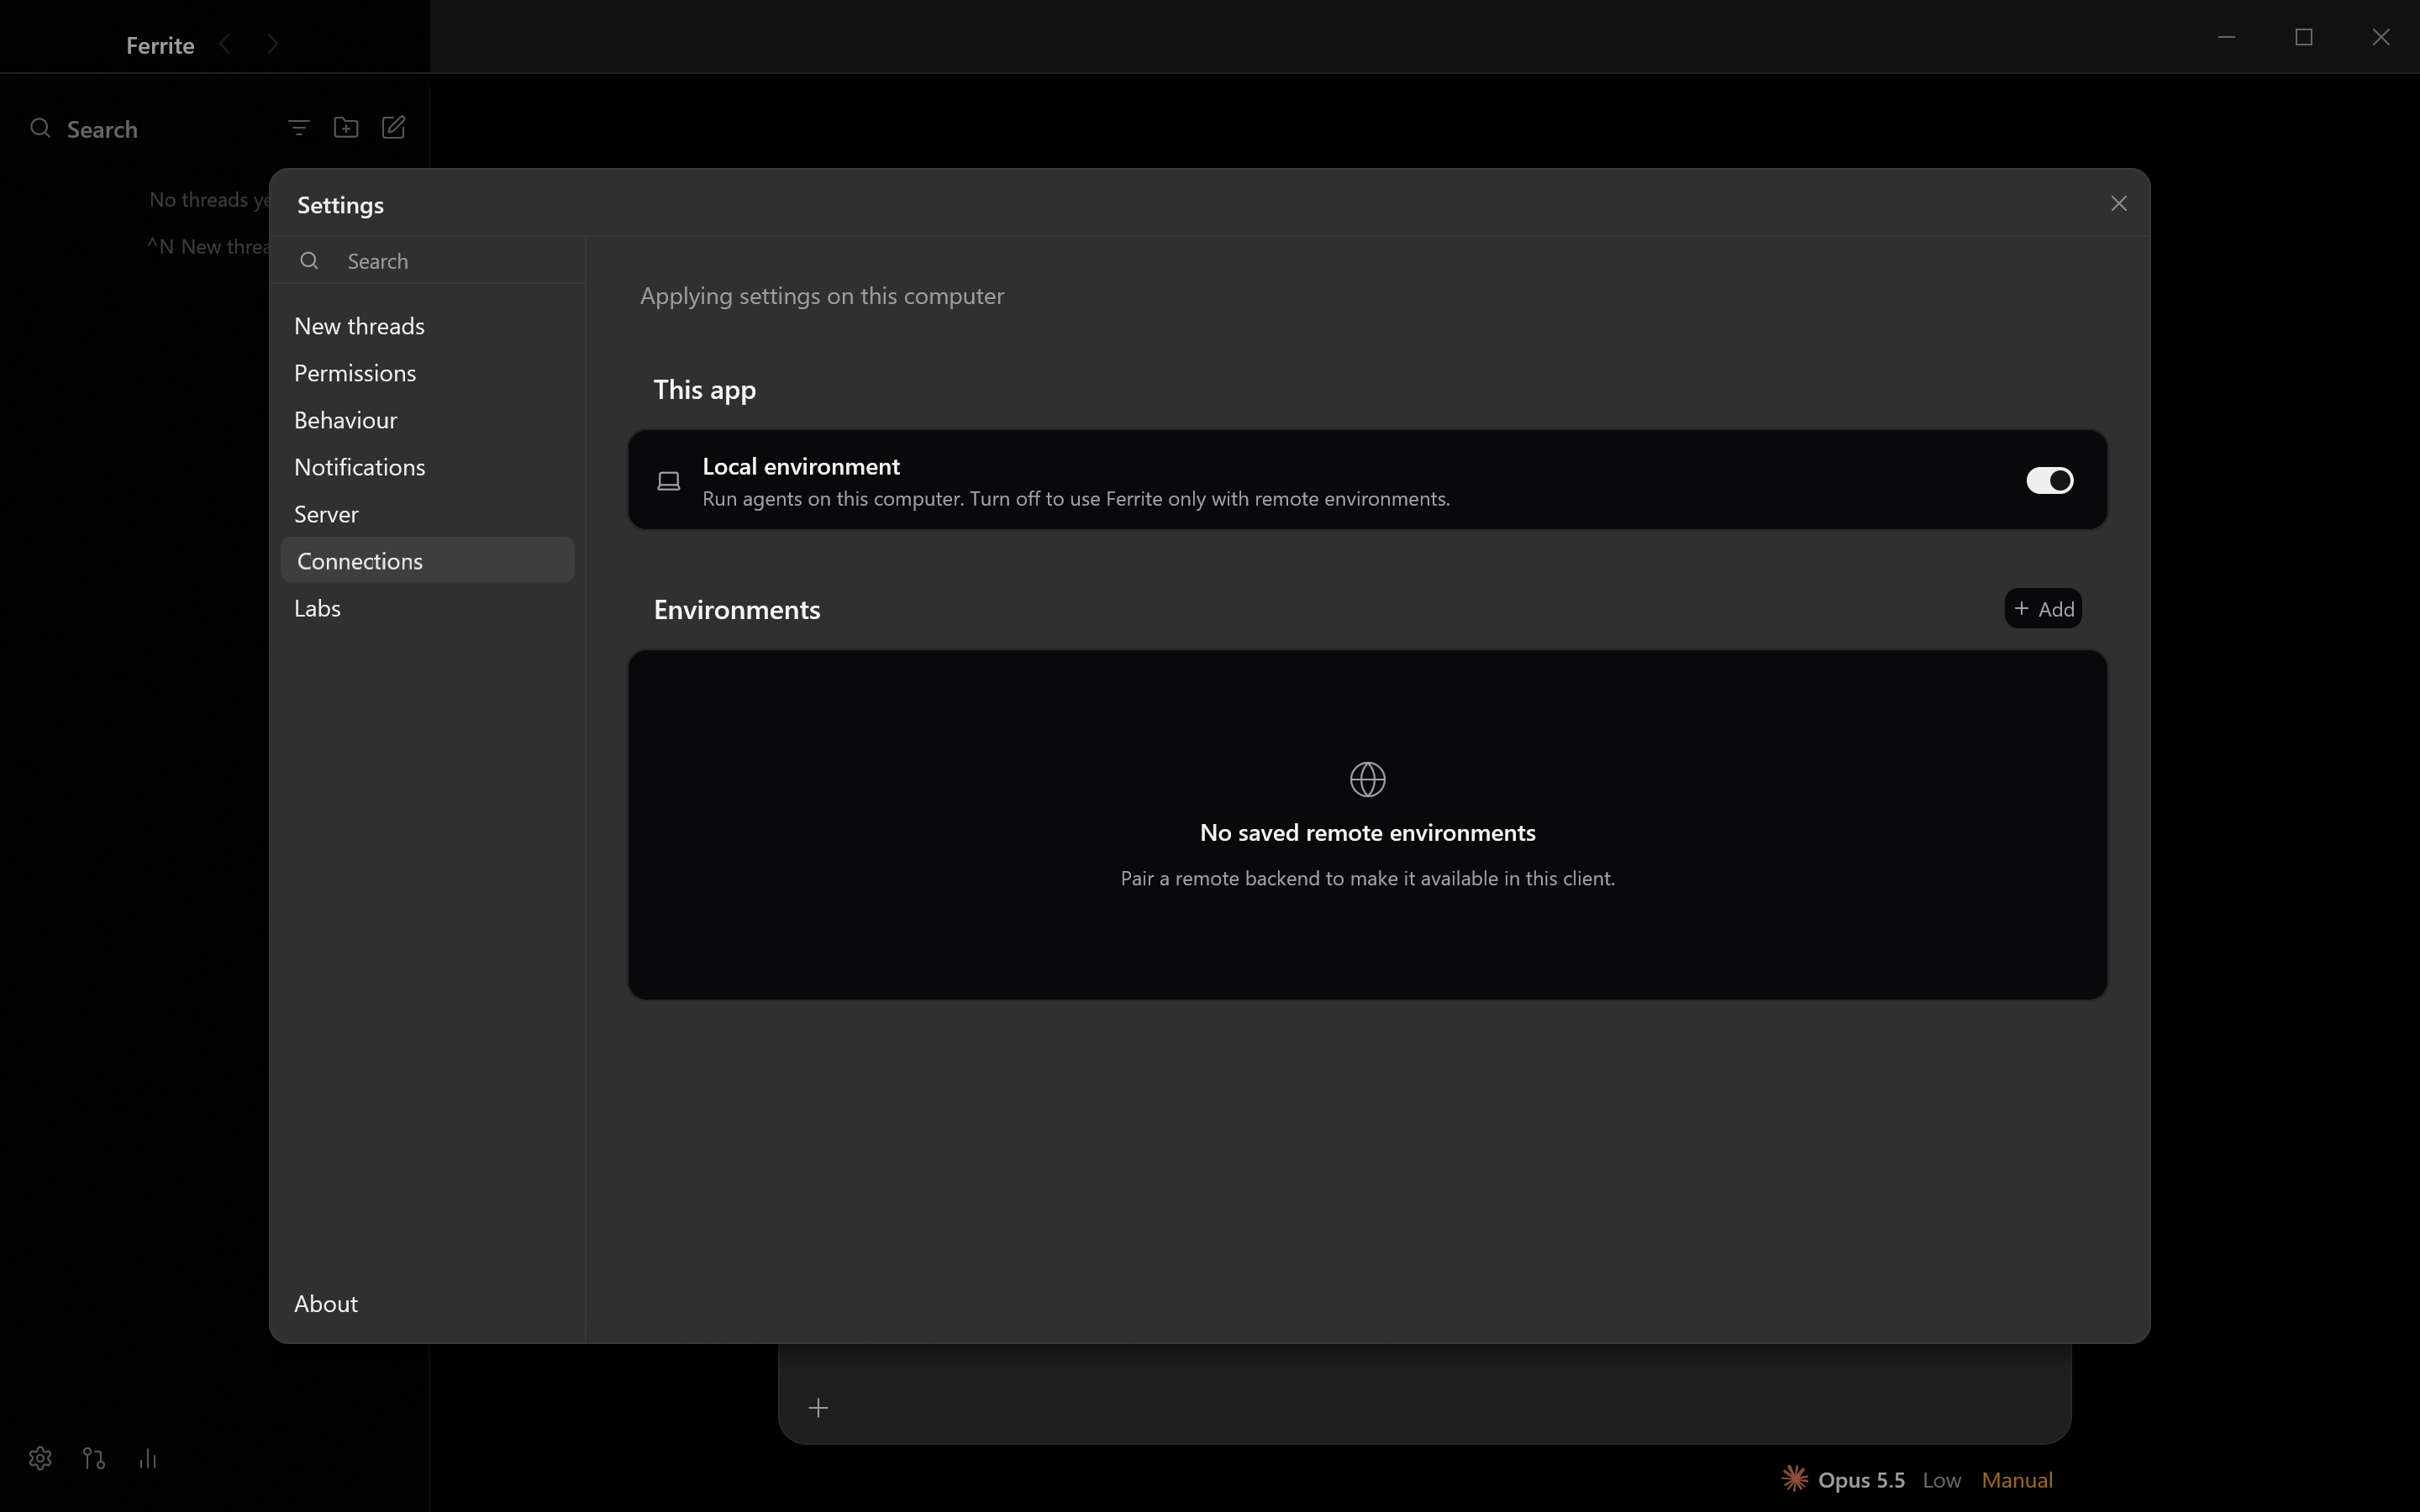 Ferrite
Search
No threads ye
^N New threa
Settings
Search
New threads
Permissions
Behaviour
Notifications
Server
Connections
Labs
About
Applying settings on this computer
This app
Local environment
Run agents on this computer. Turn off to use Ferrite only with remote environments.
Environments
+ Add
No saved remote environments
Pair a remote backend to make it available in this client.
Opus 5.5 Low Manual